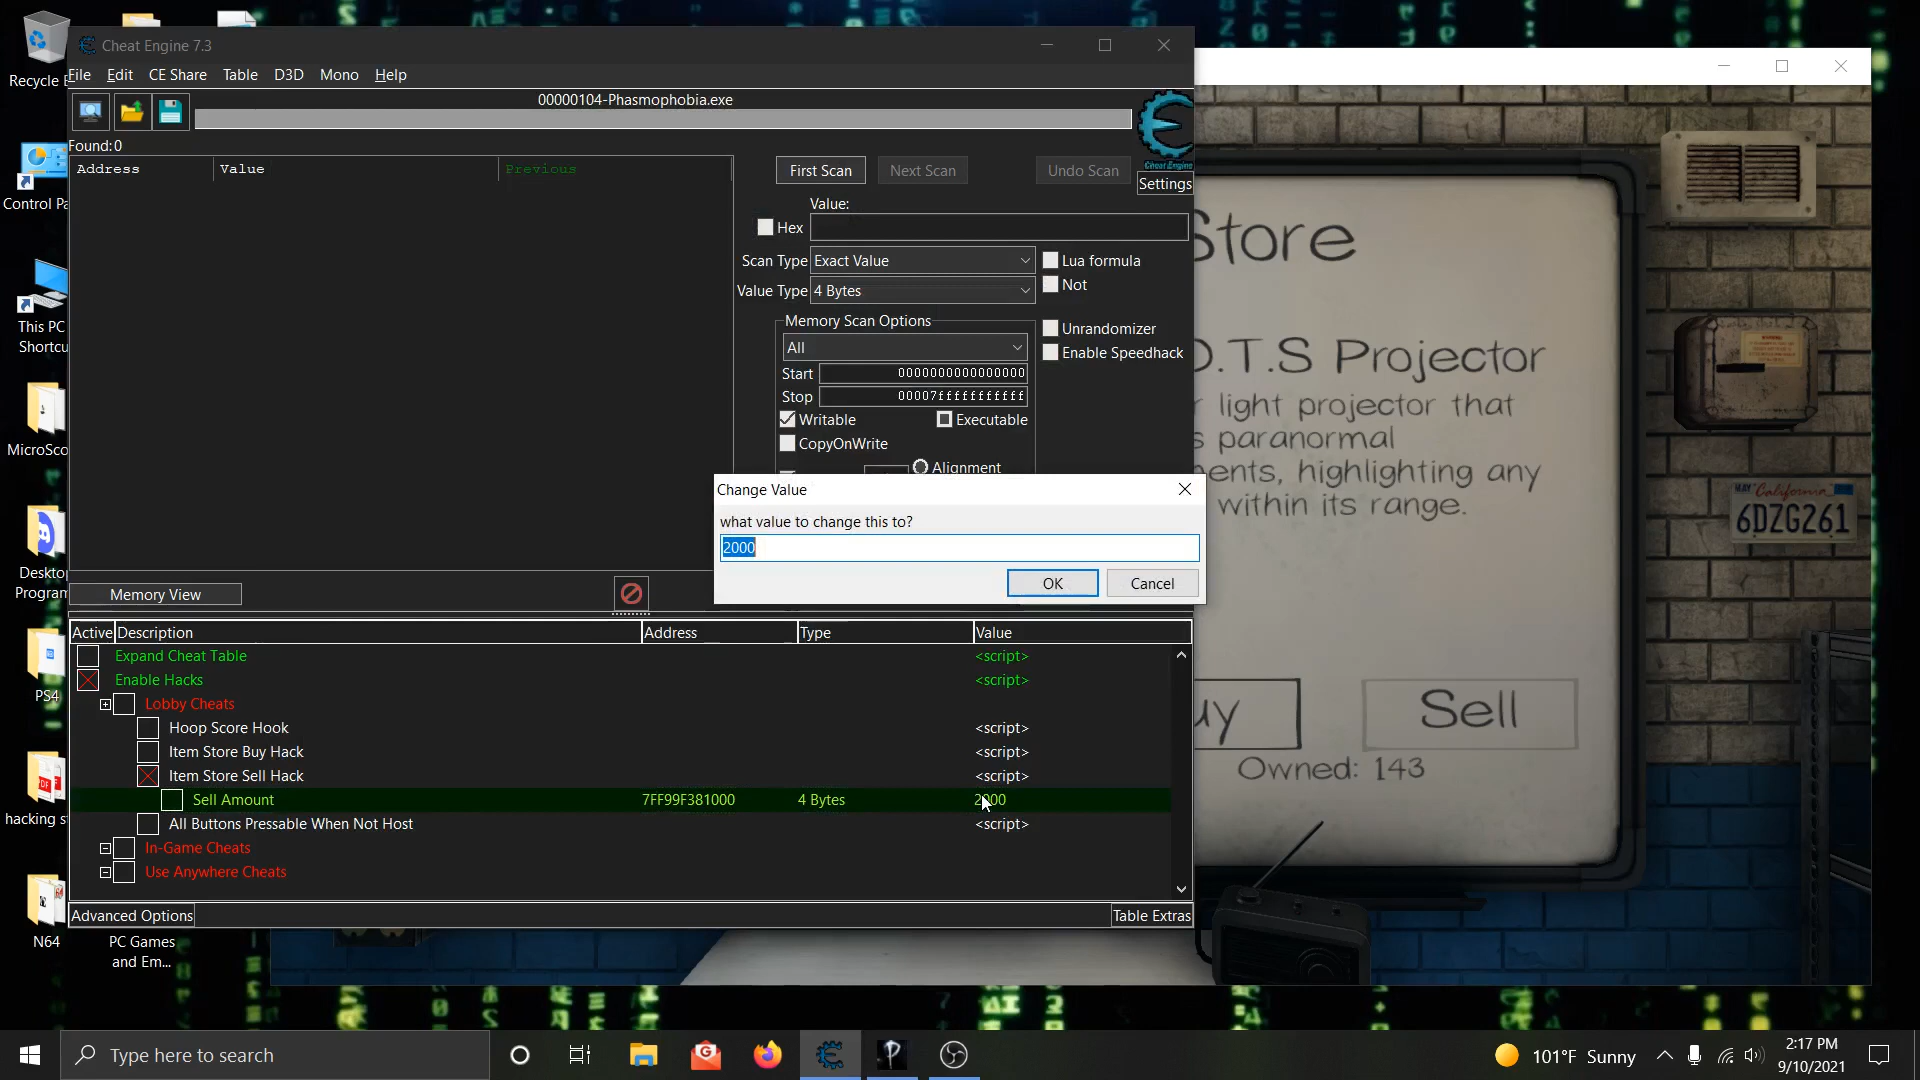 Recycle B
Control Pa
This PC
Shortcu
MicroSco
Deskto
Program
PS4
hacking s
N64
PC Games
and Em...
Cheat Engine 7.3
File Edit CE Share Table D3D Mono Help
00000104-Phasmophobia.exe
Found:0
Address Value Previous
First Scan Next Scan Undo Scan
Cheat Engine
Settings
Value:
Hex
Scan Type Exact Value
Lua formula
Value Type 4 Bytes
Not
Memory Scan Options
All
Unrandomizer
Enable Speedhack
Start 0000000000000000
Stop 00007fffffffffff
Writable Executable
CopyOnWrite
Alignment
Change Value
what value to change this to?
2000
OK Cancel
Memory View
Active Description Address Type Value
Expand Cheat Table <script>
Enable Hacks <script>
Lobby Cheats
Hoop Score Hook <script>
Item Store Buy Hack <script>
Item Store Sell Hack <script>
Sell Amount 7FF99F381000 4 Bytes 2000
All Buttons Pressable When Not Host <script>
In-Game Cheats
Use Anywhere Cheats
Advanced Options Table Extras
Store
.T.S Projector
light projector that
s paranormal
ents, highlighting any
within its range.
uy Sell
Owned: 143
California
6DZG261
Type here to search
101°F Sunny
2:17 PM
9/10/2021